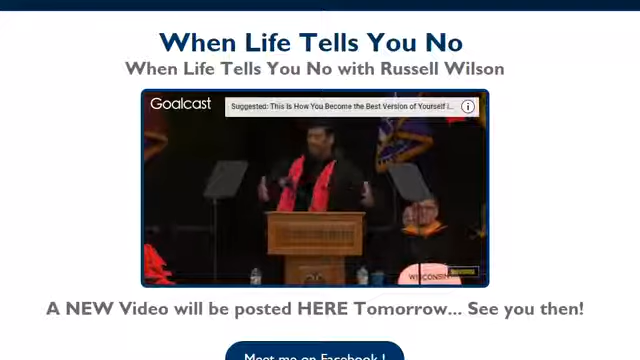 When Life Tells You No
When Life Tells You No with Russell Wilson
Goalcast
Suggested: This Is How You Become the Best Version of Yourself i...
WISCONSIN
A NEW Video will be posted HERE Tomorrow... See you then!
Meet me on Facebook !